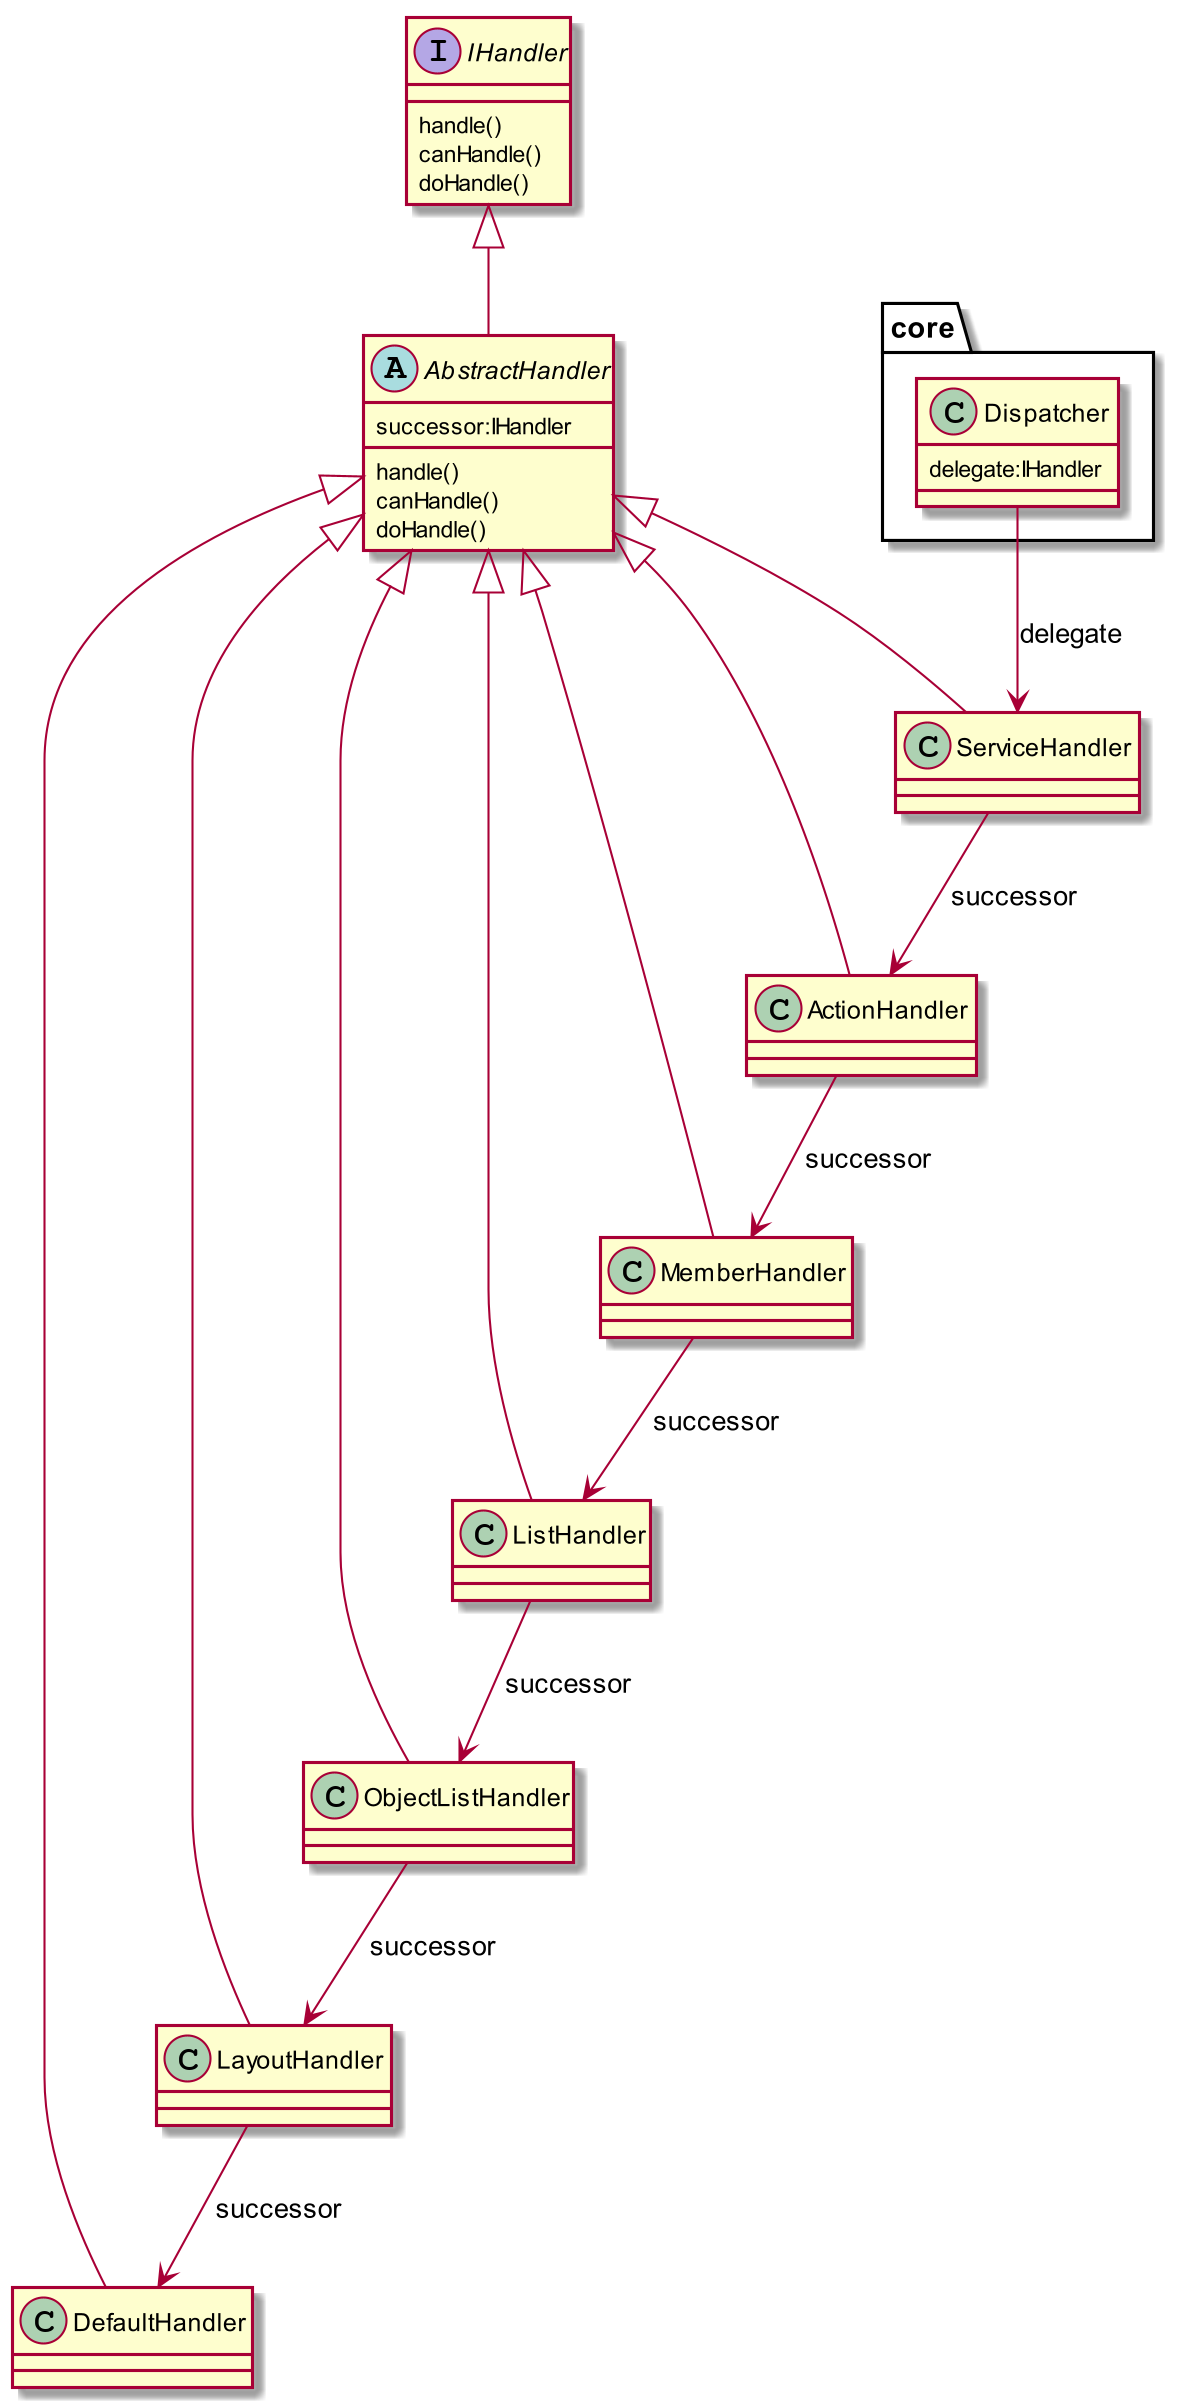 I IHandler
handle()
canHandle()
doHandle()
core
A AbstractHandler
successor:IHandler
handle()
canHandle()
doHandle()
C Dispatcher
delegate:IHandler
delegate
C ServiceHandler
successor
C ActionHandler
successor
C MemberHandler
successor
C ListHandler
successor
C ObjectListHandler
successor
C LayoutHandler
successor
C DefaultHandler